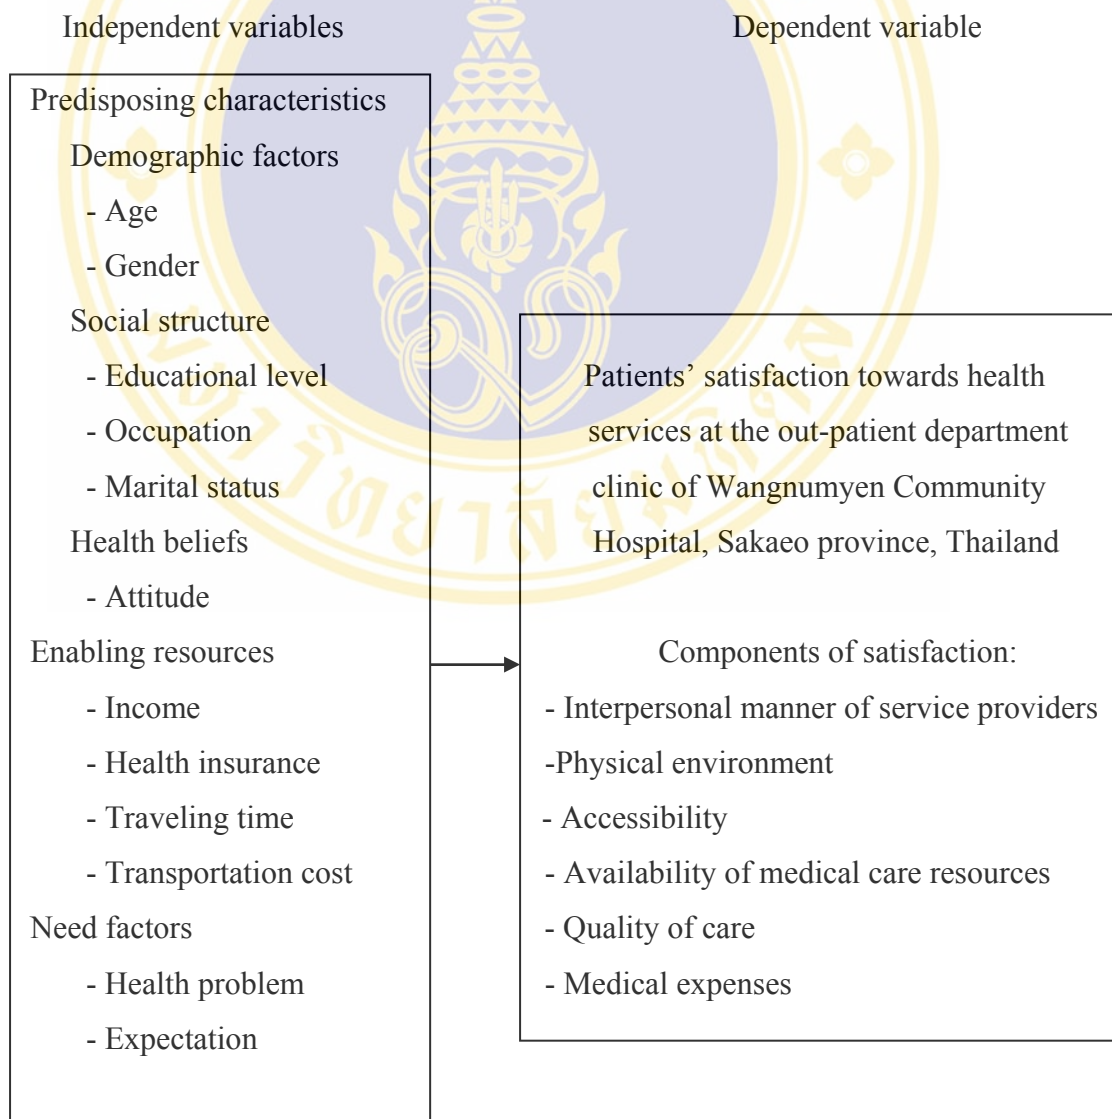 Independent variables
Dependent variable
Predisposing characteristics
Demographic factors
- Age
- Gender
Social structure
- Educational level
- Occupation
- Marital status
Health beliefs
- Attitude
Enabling resources
- Income
- Health insurance
- Traveling time
- Transportation cost
Need factors
- Health problem
- Expectation
Patients’ satisfaction towards health
services at the out-patient department
clinic of Wangnumyen Community
Hospital, Sakaeo province, Thailand
Components of satisfaction:
- Interpersonal manner of service providers
-Physical environment
- Accessibility
- Availability of medical care resources
- Quality of care
- Medical expenses